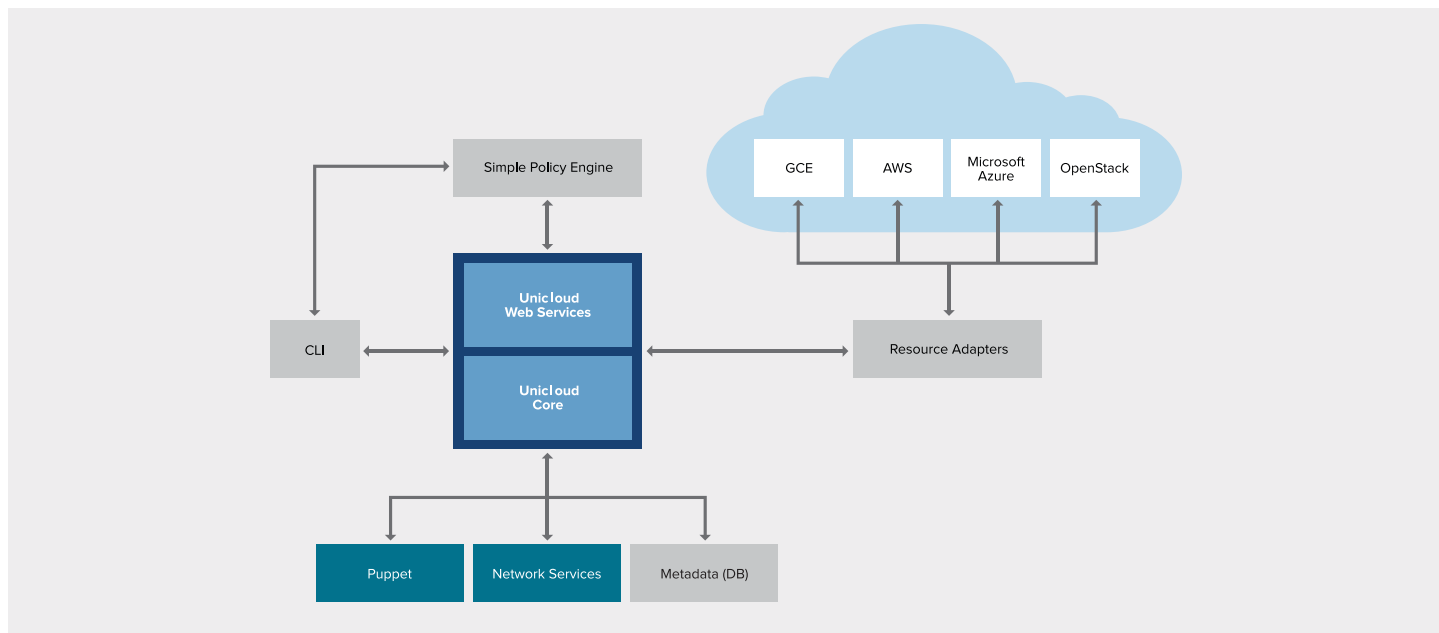 Simple Policy Engine
GCE
AWS
Microsoft
Azure
OpenStack
Unicloud
Web Services
CLI
Resource Adapters
Unicloud
Core
Puppet
Network Services
Metadata (DB)